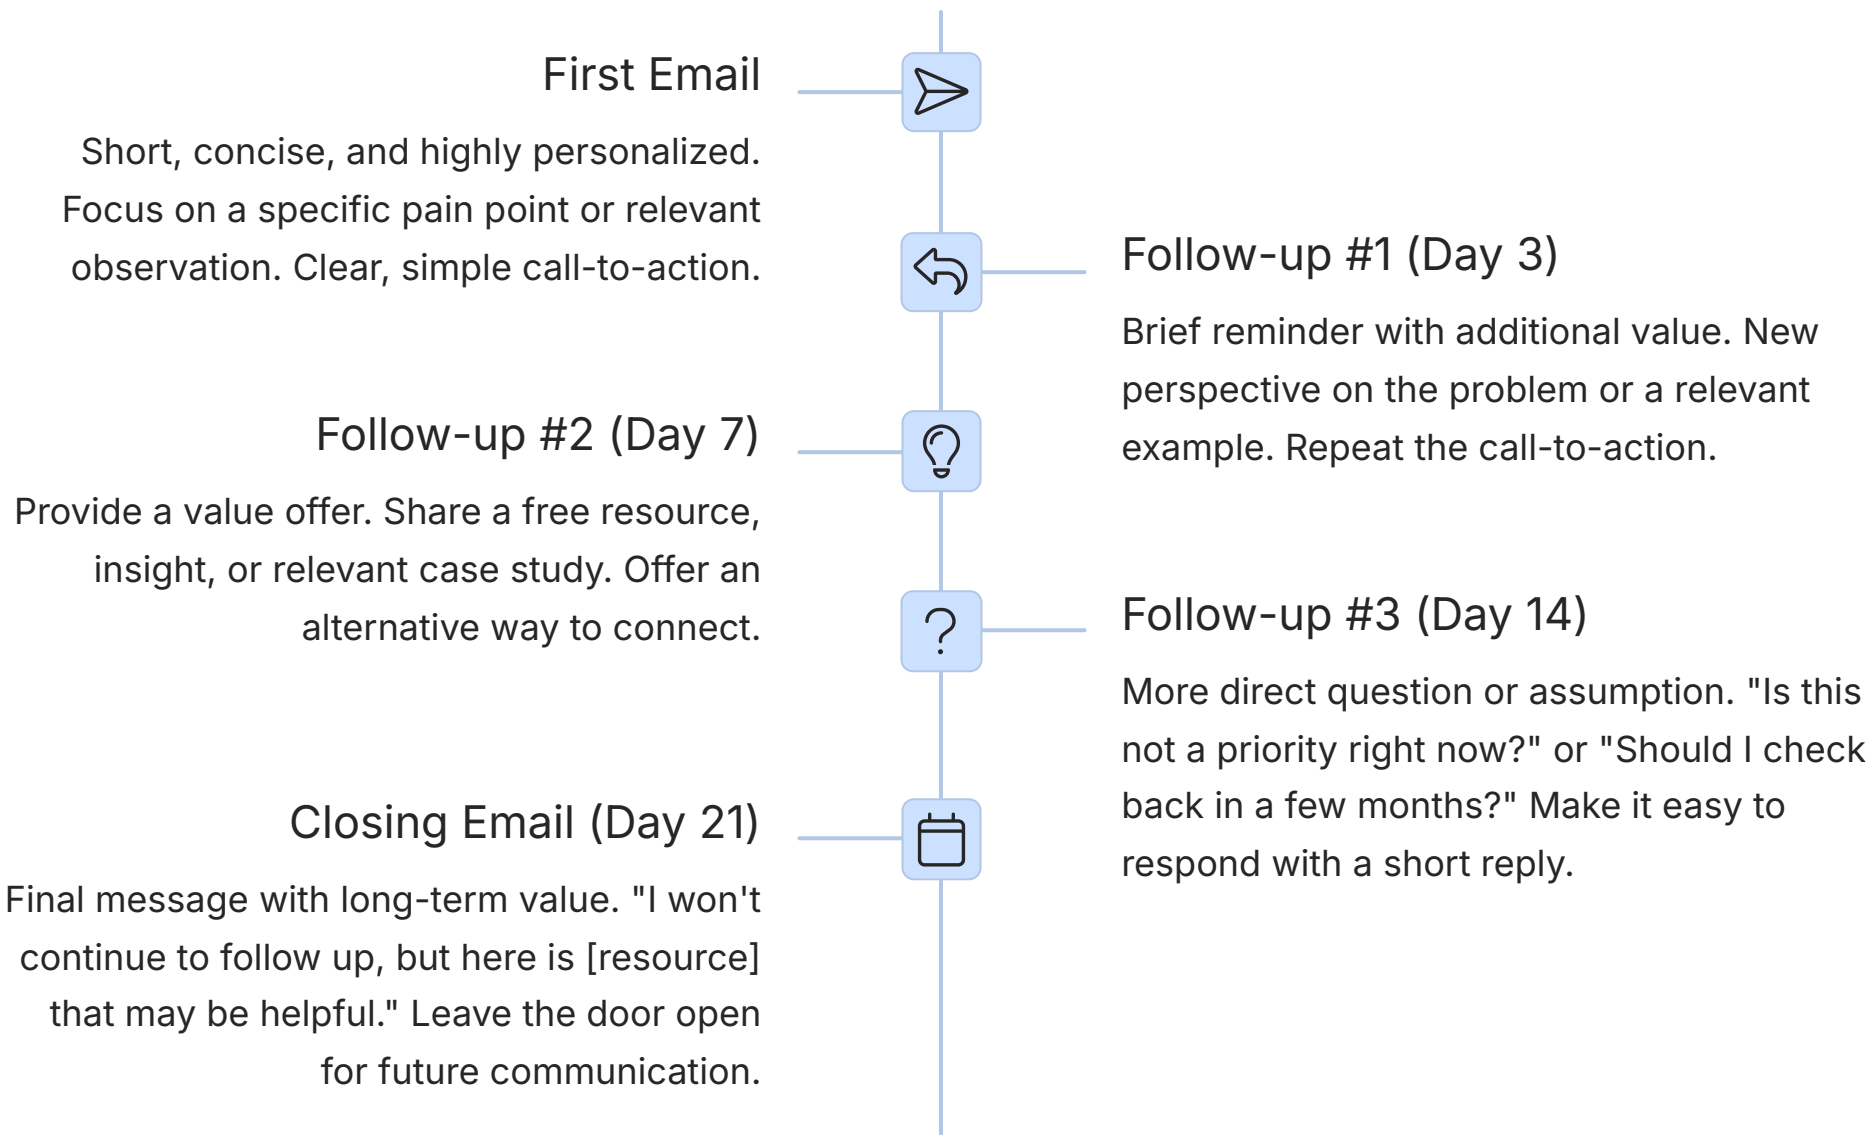 First Email
Short, concise, and highly personalized.
Focus on a specific pain point or relevant
observation. Clear, simple call-to-action.
Follow-up #1 (Day 3)
Brief reminder with additional value. New
perspective on the problem or a relevant
example. Repeat the call-to-action.
Follow-up #2 (Day 7)
Provide a value offer. Share a free resource,
insight, or relevant case study. Offer an
alternative way to connect.
Follow-up #3 (Day 14)
More direct question or assumption. "Is this
not a priority right now?" or "Should I check
back in a few months?" Make it easy to
respond with a short reply.
Closing Email (Day 21)
Final message with long-term value. "I won't
continue to follow up, but here is [resource]
that may be helpful." Leave the door open
for future communication.